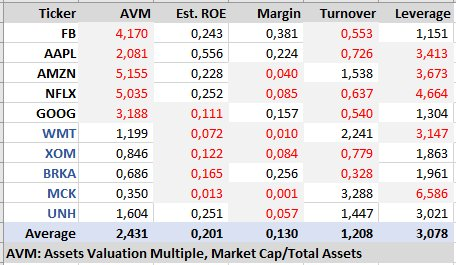 Ticker AVM Est. ROE Margin Turnover Leverage
FB 4,170 0,243 0,381 0,553 1,151
AAPL 2,081 0,556 0,224 0,726 3,413
AMZN 5,155 0,228 0,040 1,538 3,673
NFLX 5,035 0,252 0,085 0,637 4,664
GOOG 3,188 0,111 0,157 0,540 1,304
WMT 1,199 0,072 0,010 2,241 3,147
XOM 0,846 0,122 0,084 0,779 1,863
BRKA 0,686 0,165 0,256 0,328 1,961
MCK 0,350 0,013 0,001 3,288 6,586
UNH 1,604 0,251 0,057 1,447 3,021
Average 2,431 0,201 0,130 1,208 3,078
AVM: Assets Valuation Multiple, Market Cap/Total Assets